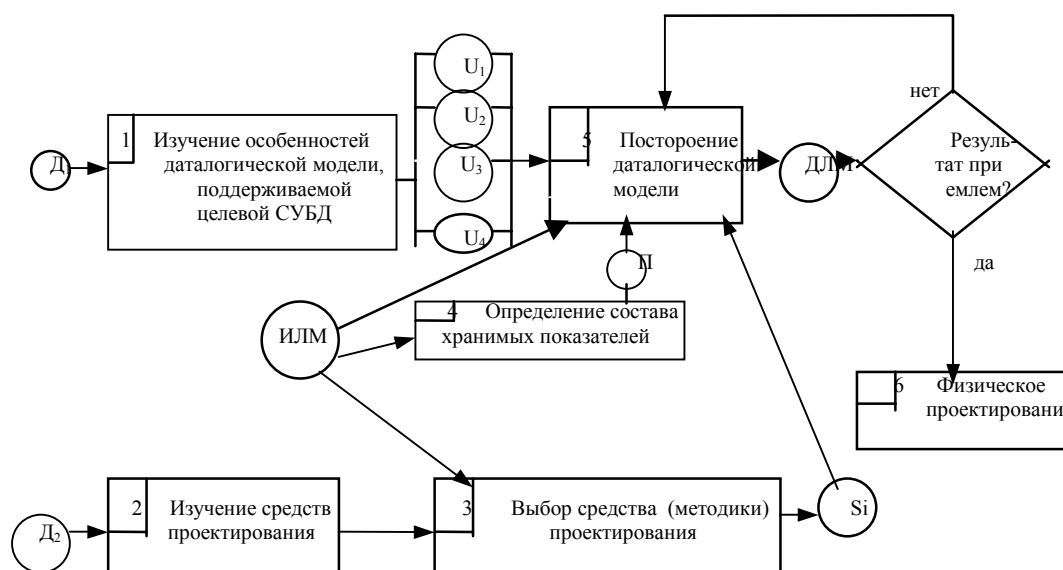 Д₁
1 Изучение особенностей
даталогической модели,
поддерживаемой
целевой СУБД
U₁
U₂
U₃
U₄
5 Постороение
даталогической
модели
ДЛМ
нет
Резуль-
тат при
емлем?
да
П
ИЛМ
4 Определение состава
хранимых показателей
6 Физическое
проектировани
Д₂
2 Изучение средств
проектирования
3 Выбор средства (методики)
проектирования
Si